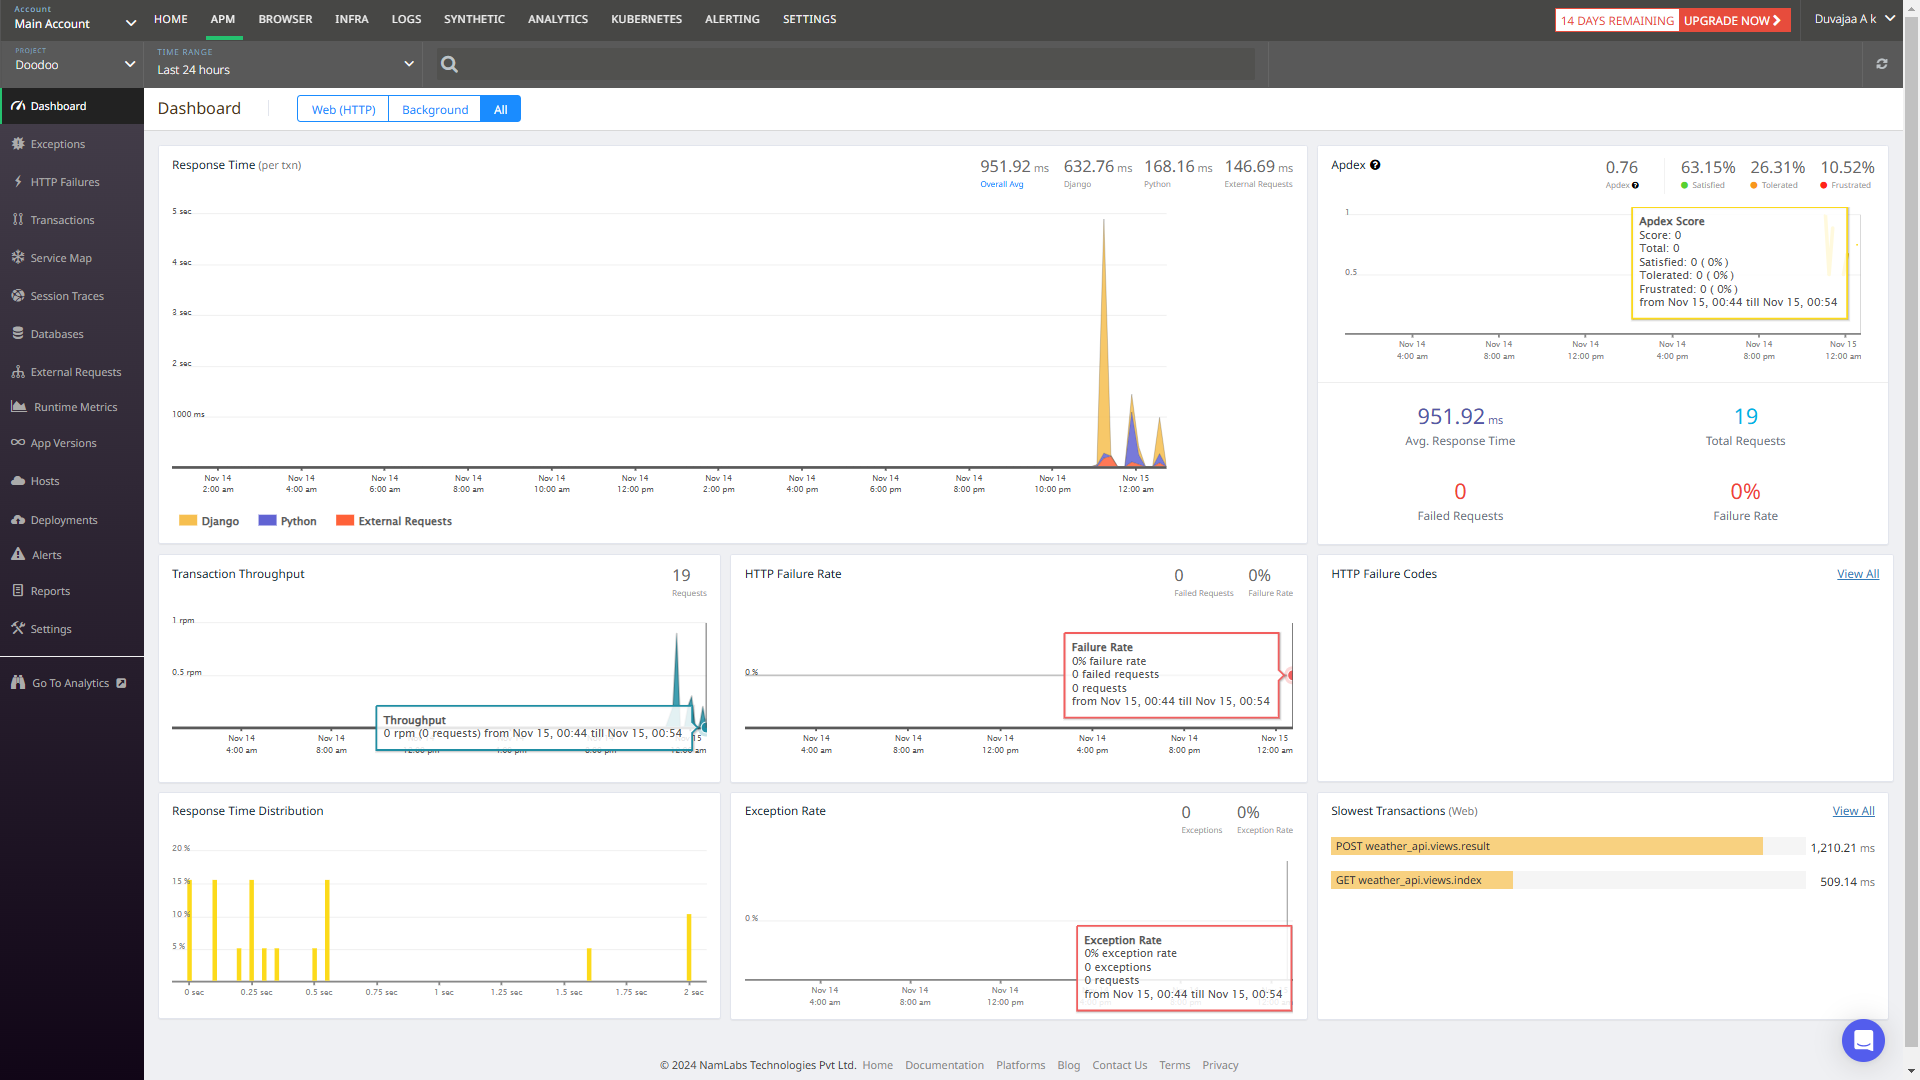 Account
Main Account
HOME
APM
BROWSER
INFRA
LOGS
SYNTHETIC
ANALYTICS
KUBERNETES
ALERTING
SETTINGS
14 DAYS REMAINING
UPGRADE NOW
Duvajaa A k
PROJECT
Doodoo
TIME RANGE
Last 24 hours
Dashboard
Exceptions
HTTP Failures
Transactions
Service Map
Session Traces
Databases
External Requests
Runtime Metrics
App Versions
Hosts
Deployments
Alerts
Reports
Settings
Go To Analytics
Dashboard
Web (HTTP)
Background
All
Response Time (per txn)
951.92 ms
Overall Avg
632.76 ms
Django
168.16 ms
Python
146.69 ms
External Requests
5 sec
4 sec
3 sec
2 sec
1000 ms
Nov 14 2:00 am
Nov 14 4:00 am
Nov 14 6:00 am
Nov 14 8:00 am
Nov 14 10:00 am
Nov 14 12:00 pm
Nov 14 2:00 pm
Nov 14 4:00 pm
Nov 14 6:00 pm
Nov 14 8:00 pm
Nov 14 10:00 pm
Nov 15 12:00 am
Django
Python
External Requests
Apdex
0.76
Apdex
63.15%
Satisfied
26.31%
Tolerated
10.52%
Frustrated
1
0.5
Apdex Score
Score: 0
Total: 0
Satisfied: 0 ( 0% )
Tolerated: 0 ( 0% )
Frustrated: 0 ( 0% )
from Nov 15, 00:44 till Nov 15, 00:54
Nov 14 4:00 am
Nov 14 8:00 am
Nov 14 12:00 pm
Nov 14 4:00 pm
Nov 14 8:00 pm
Nov 15 12:00 am
951.92 ms
Avg. Response Time
19
Total Requests
0
Failed Requests
0%
Failure Rate
Transaction Throughput
19
Requests
1 rpm
0.5 rpm
Throughput
0 rpm (0 requests) from Nov 15, 00:44 till Nov 15, 00:54
Nov 14 4:00 am
Nov 14 8:00 am
HTTP Failure Rate
0
Failed Requests
0%
Failure Rate
0 %
Failure Rate
0% failure rate
0 failed requests
0 requests
from Nov 15, 00:44 till Nov 15, 00:54
Nov 14 4:00 am
Nov 14 8:00 am
Nov 14 12:00 pm
Nov 14 4:00 pm
Nov 14 8:00 pm
Nov 15 12:00 am
HTTP Failure Codes
View All
Response Time Distribution
20 %
15 %
10 %
5 %
0 sec
0.25 sec
0.5 sec
0.75 sec
1 sec
1.25 sec
1.5 sec
1.75 sec
2 sec
Exception Rate
0
Exceptions
0%
Exception Rate
0 %
Exception Rate
0% exception rate
0 exceptions
0 requests
from Nov 15, 00:44 till Nov 15, 00:54
Nov 14 4:00 am
Nov 14 8:00 am
Nov 14 12:00 pm
Slowest Transactions (Web)
View All
POST weather_api.views.result
1,210.21 ms
GET weather_api.views.index
509.14 ms
© 2024 NamLabs Technologies Pvt Ltd.
Home
Documentation
Platforms
Blog
Contact Us
Terms
Privacy